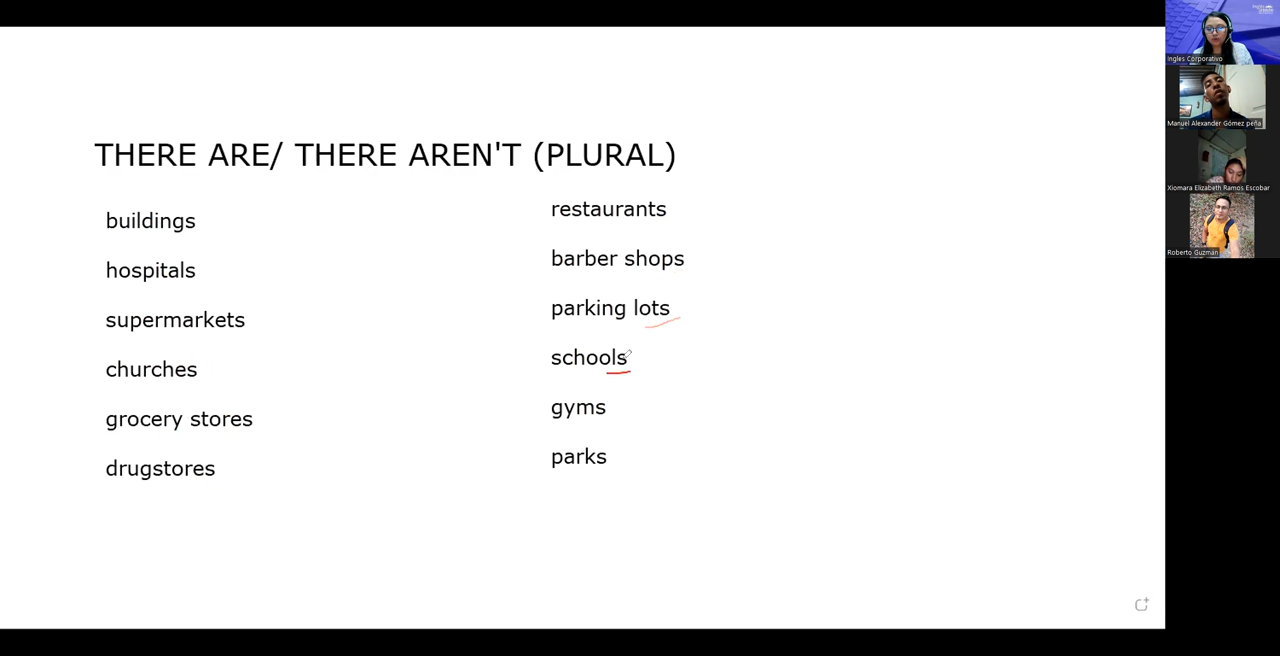 THERE ARE/ THERE AREN'T (PLURAL)
buildings
hospitals
supermarkets
churches
grocery stores
drugstores
restaurants
barber shops
parking lots
schools
gyms
parks
Ingles Corporativo
Manuel Alexander Gómez peña
Xiomara Elizabeth Ramos Escobar
Roberto Guzman